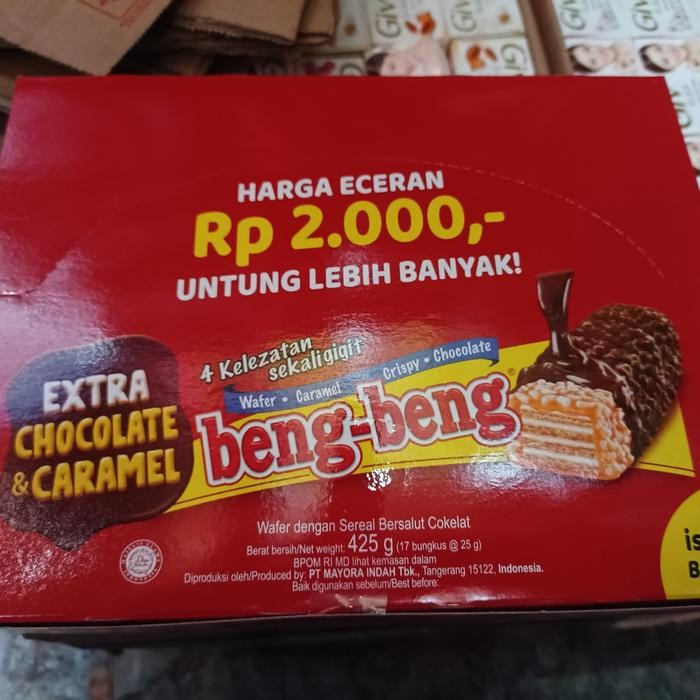 HARGA ECERAN
Rp 2.000,-
UNTUNG LEBIH BANYAK!
4 Kelezatan
sekali gigit
Wafer • Caramel Crispy • Chocolate
beng-beng®
EXTRA
CHOCOLATE
& CARAMEL
Wafer dengan Sereal Bersalut Cokelat
Berat bersih/Net weight: 425 g (17 bungkus @ 25 g)
BPOM RI MD lihat kemasan dalam
Diproduksi oleh/Produced by: PT MAYORA INDAH Tbk., Tangerang 15122, Indonesia.
Baik digunakan sebelum/Best before: